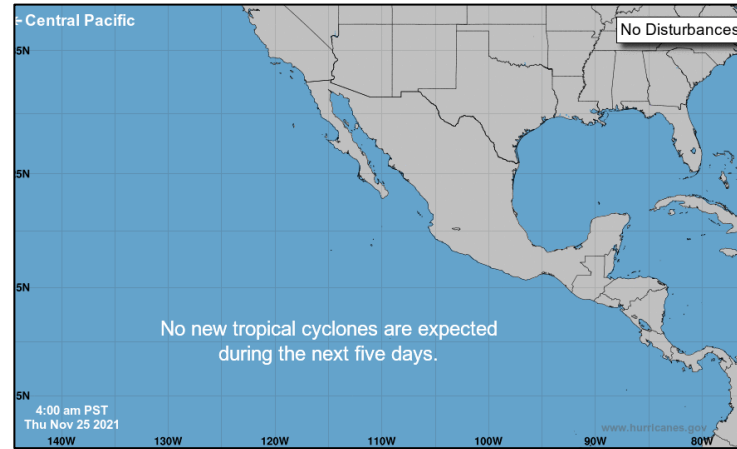 ←Central Pacific
No Disturbances
5N
5N
5N
No new tropical cyclones are expected
during the next five days.
5N
4:00 am PST
Thu Nov 25 2021
www.hurricanes.gov
140W 130W 120W 110W 100W 90W 80W